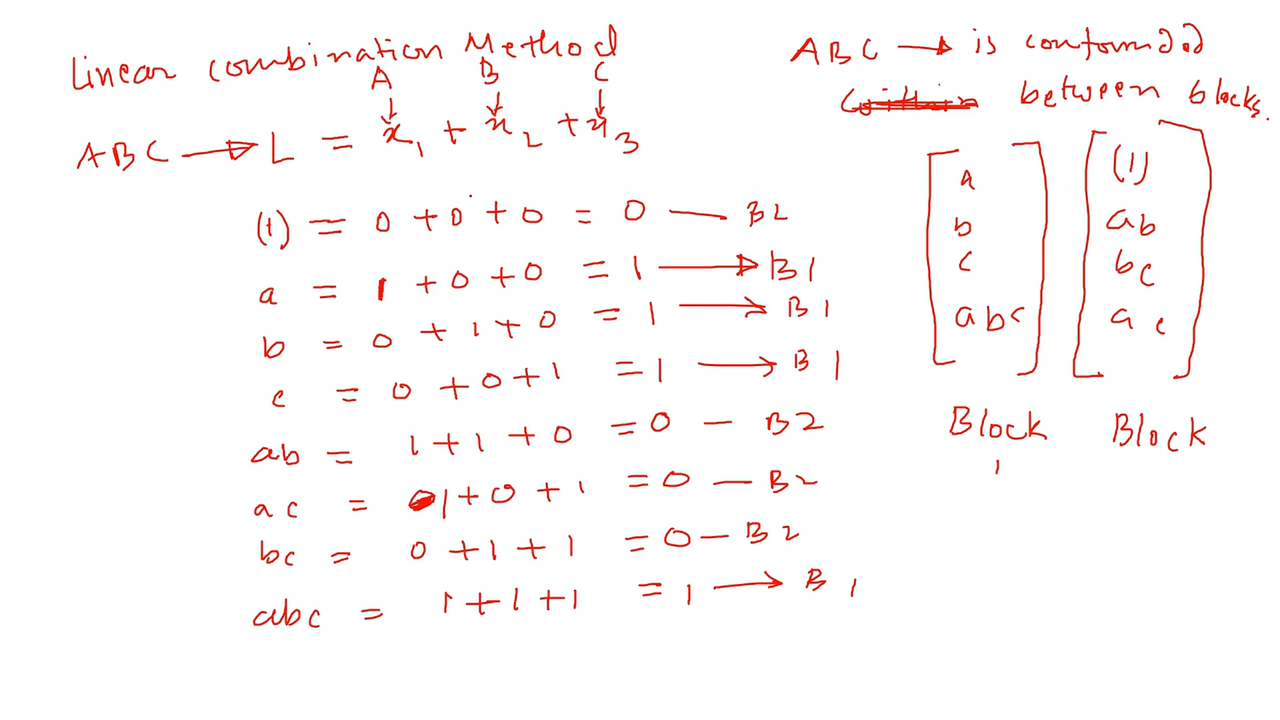 Linear combination Method
A B C
ABC → L = x₁ + x₂ + x₃
(1) = 0 + 0 + 0 = 0 — B2
a = 1 + 0 + 0 = 1 → B1
b = 0 + 1 + 0 = 1 → B1
c = 0 + 0 + 1 = 1 → B1
ab = 1 + 1 + 0 = 0 — B2
ac = 1 + 0 + 1 = 0 — B2
bc = 0 + 1 + 1 = 0 — B2
abc = 1 + 1 + 1 = 1 → B1
ABC → is confounded
between blocks.
a
b
c
abc
Block
1
(1)
ab
bc
ac
Block